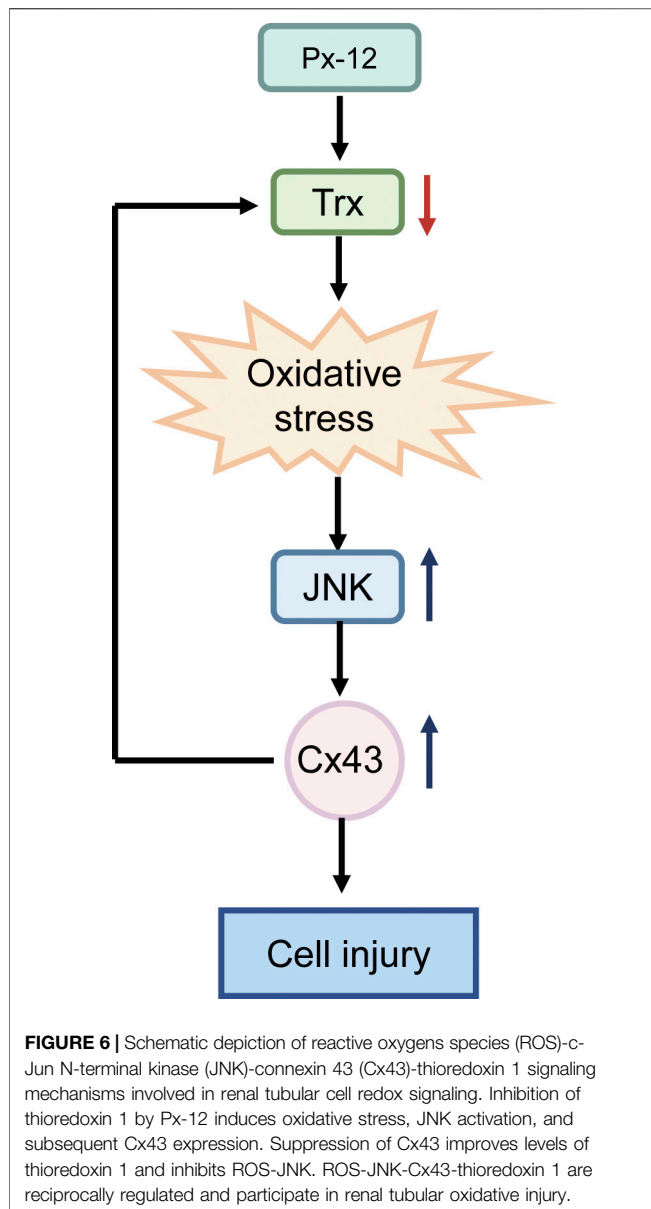 Px-12
Trx
Oxidative
stress
JNK
Cx43
Cell injury
FIGURE 6 | Schematic depiction of reactive oxygens species (ROS)-c-
Jun N-terminal kinase (JNK)-connexin 43 (Cx43)-thioredoxin 1 signaling
mechanisms involved in renal tubular cell redox signaling. Inhibition of
thioredoxin 1 by Px-12 induces oxidative stress, JNK activation, and
subsequent Cx43 expression. Suppression of Cx43 improves levels of
thioredoxin 1 and inhibits ROS-JNK. ROS-JNK-Cx43-thioredoxin 1 are
reciprocally regulated and participate in renal tubular oxidative injury.